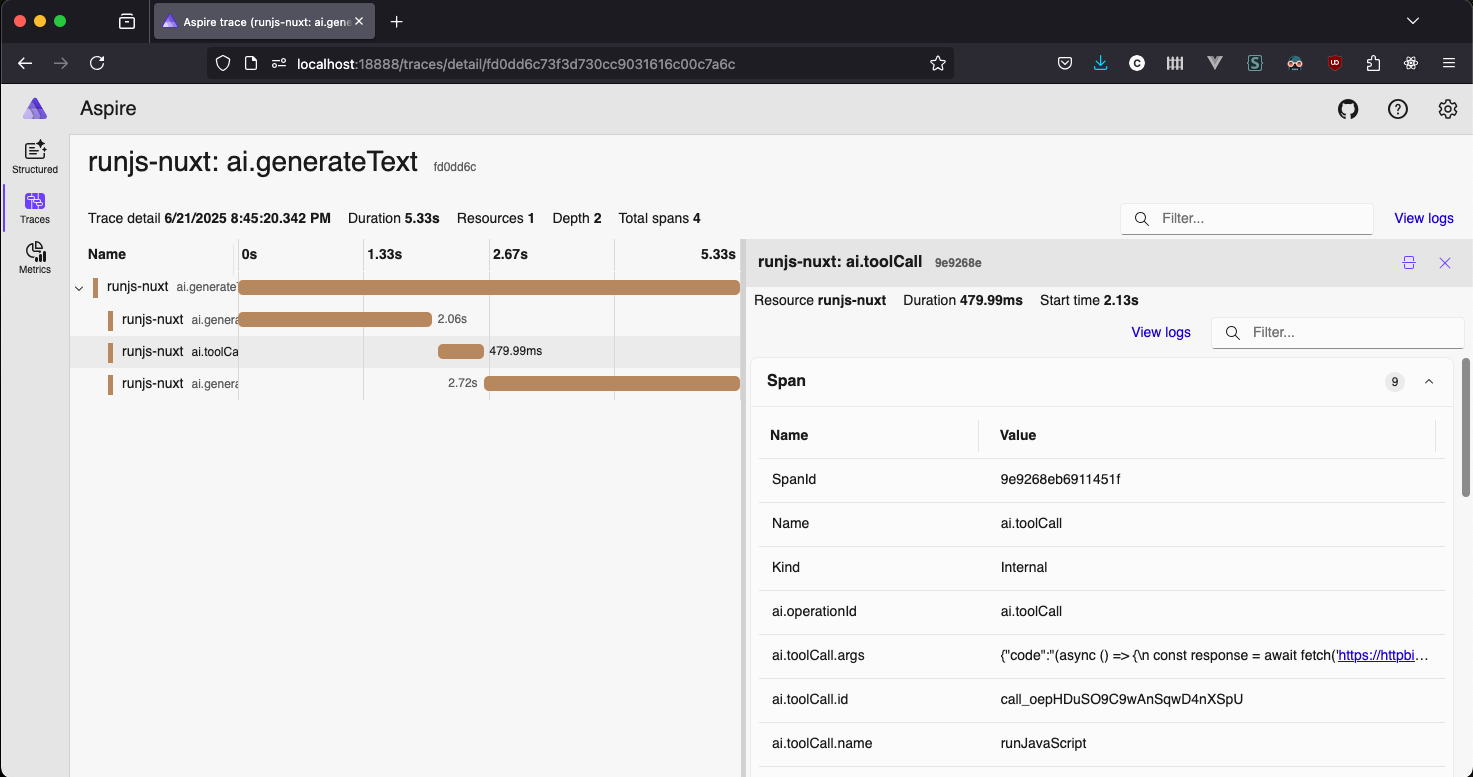 Aspire trace (runjs-nuxt: ai.gene
localhost:18888/traces/detail/fd0dd6c73f3d730cc9031616c00c7a6c
Aspire
Structured
Traces
Metrics
runjs-nuxt: ai.generateText fd0dd6c
Trace detail 6/21/2025 8:45:20.342 PM Duration 5.33s Resources 1 Depth 2 Total spans 4
Filter...
View logs
Name 0s 1.33s 2.67s 5.33s
runjs-nuxt ai.generate
runjs-nuxt ai.genera 2.06s
runjs-nuxt ai.toolCa 479.99ms
runjs-nuxt ai.genera 2.72s
runjs-nuxt: ai.toolCall 9e9268e
Resource runjs-nuxt Duration 479.99ms Start time 2.13s
View logs
Filter...
Span 9
Name Value
SpanId 9e9268eb6911451f
Name ai.toolCall
Kind Internal
ai.operationId ai.toolCall
ai.toolCall.args {"code":"(async () => {\n const response = await fetch('https://httpbi…
ai.toolCall.id call_oepHDuSO9C9wAnSqwD4nXSpU
ai.toolCall.name runJavaScript